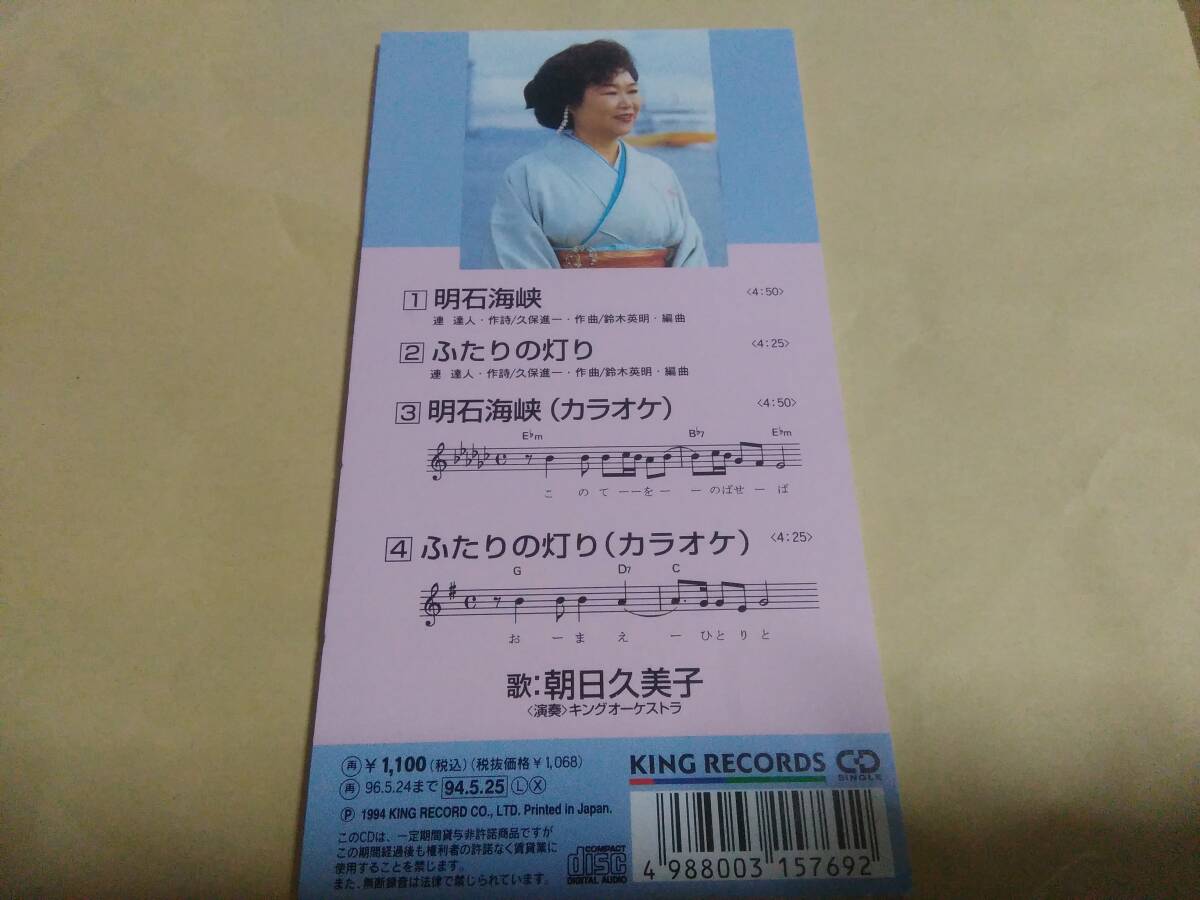 1 明石海峡 〈4:50〉
連 達人・作詩/久保進一・作曲/鈴木英明・編曲
2 ふたりの灯り 〈4:25〉
連 達人・作詩/久保進一・作曲/鈴木英明・編曲
3 明石海峡(カラオケ) 〈4:50〉
E♭m B♭7 E♭m
こ の て ー ー を ー ー の ば せ ー ば
4 ふたりの灯り(カラオケ) 〈4:25〉
G D7 C
お ー ま え ー ひ と り と
歌:朝日久美子
〈演奏〉キングオーケストラ
再 ¥1,100(税込)(税抜価格¥1,068)
再 96.5.24まで 94.5.25 L X
KING RECORDS CD SINGLE
Ⓟ 1994 KING RECORD CO., LTD. Printed in Japan.
このCDは、一定期間貸与非許諾商品ですが
この期間経過後も権利者の許諾なく賃貸業に
使用することを禁じます。
また、無断録音は法律で禁じられています。
COMPACT disc DIGITAL AUDIO
4 988003 157692